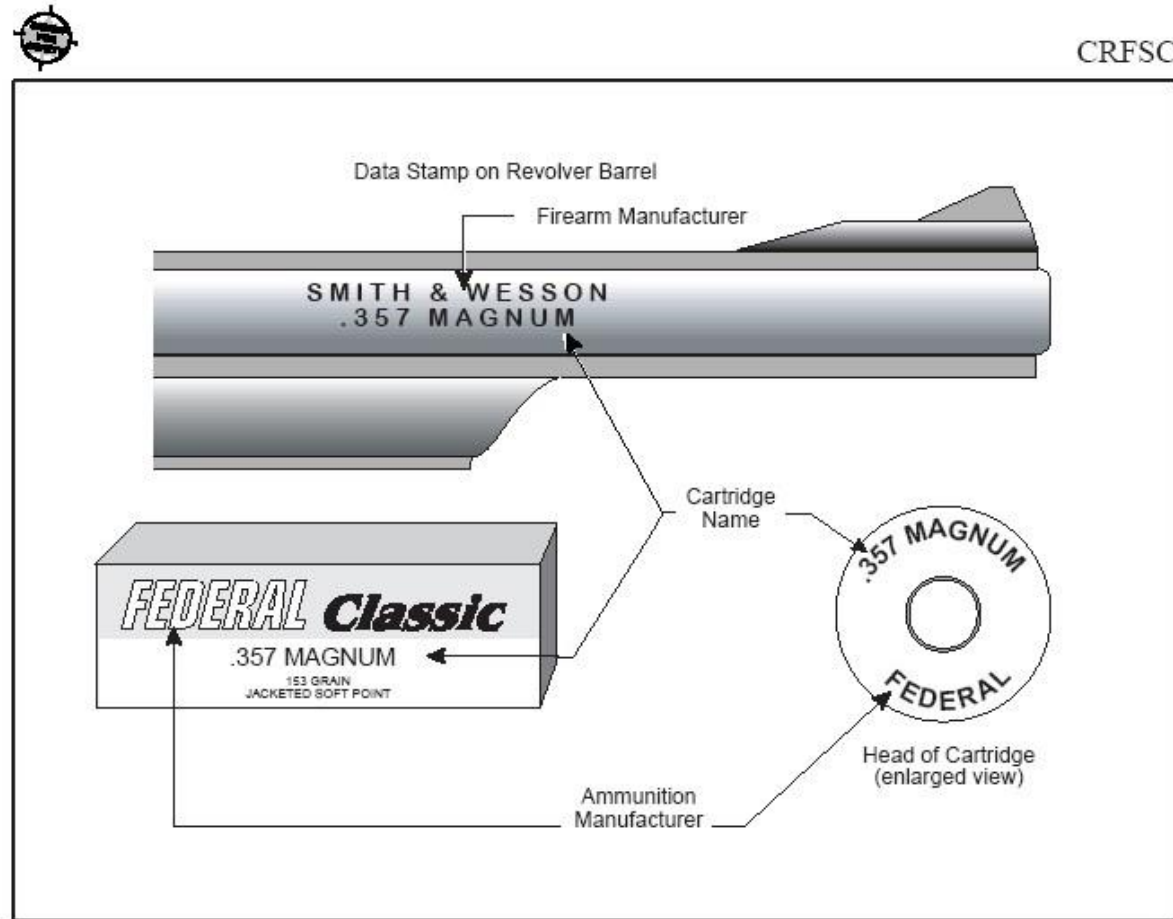 CRFSC
Data Stamp on Revolver Barrel
Firearm Manufacturer
SMITH & WESSON
.357 MAGNUM
Cartridge
Name
FEDERAL Classic
.357 MAGNUM
153 GRAIN
JACKETED SOFT POINT
.357 MAGNUM
FEDERAL
Head of Cartridge
(enlarged view)
Ammunition
Manufacturer